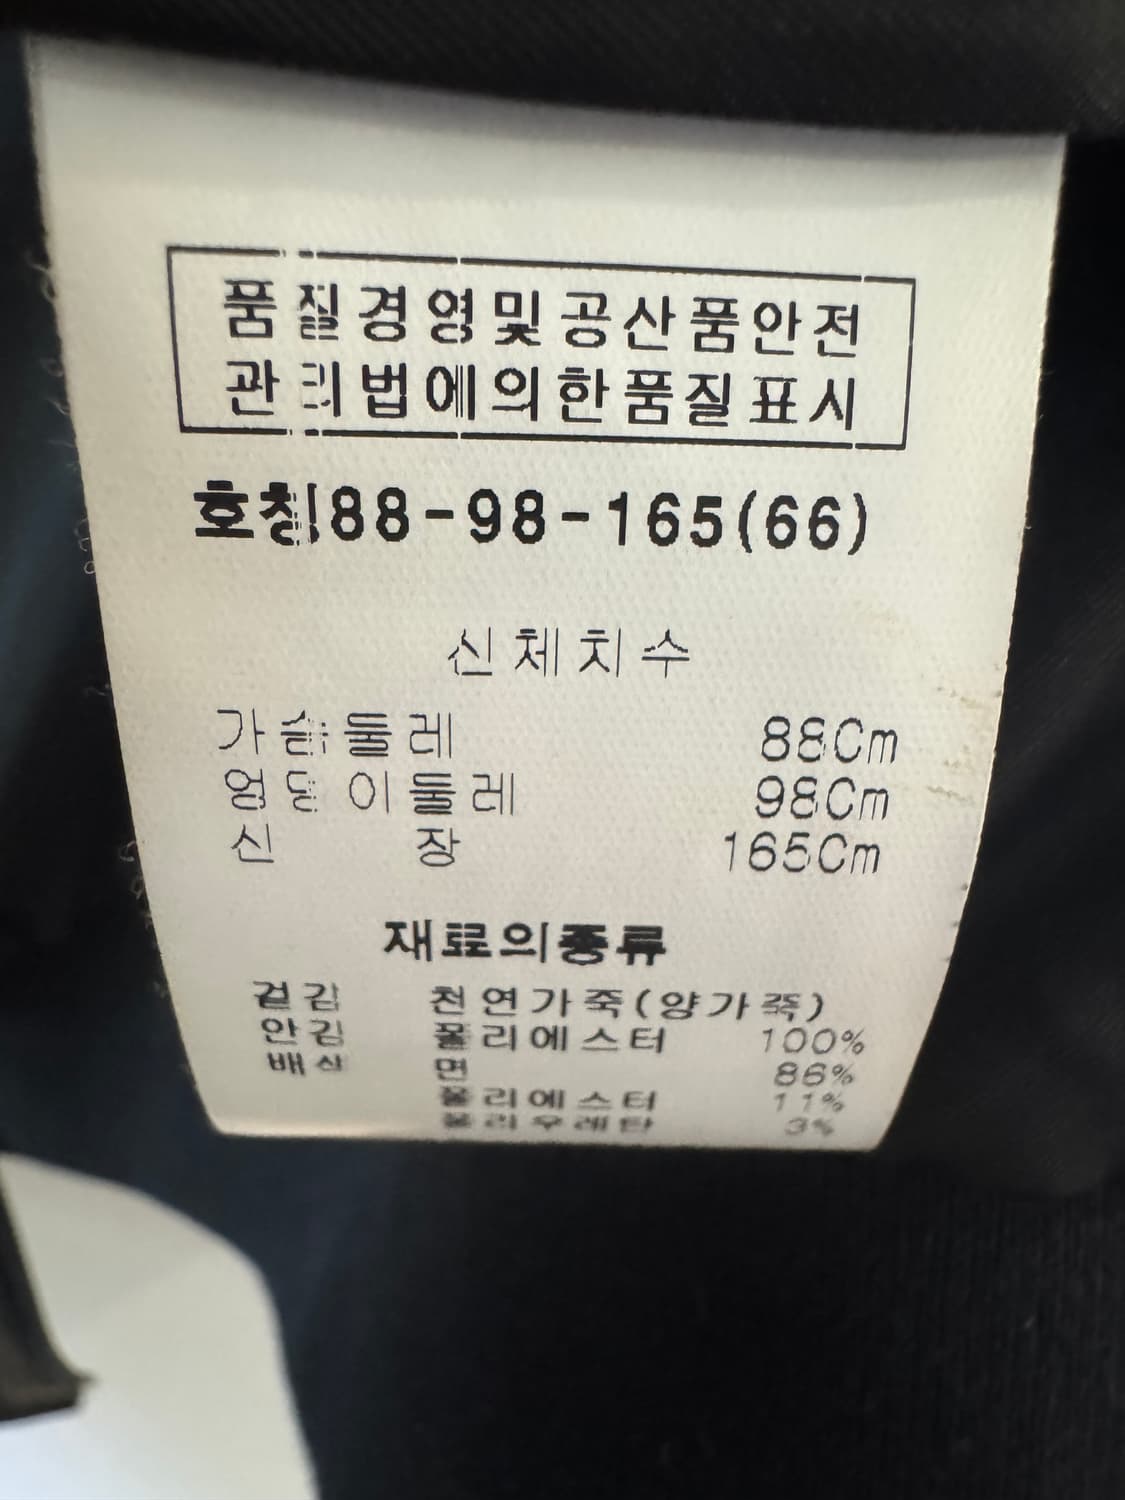 품질경영및공산품안전
관리법에의한품질표시
호칭88-98-165(66)
신체치수
가슴둘레 88Cm
엉덩이둘레 98Cm
신 장 165Cm
재료의종류
겉감 천연가죽(양가죽)
안감 폴리에스터 100%
배색 면 86%
폴리에스터 11%
폴리우레탄 3%